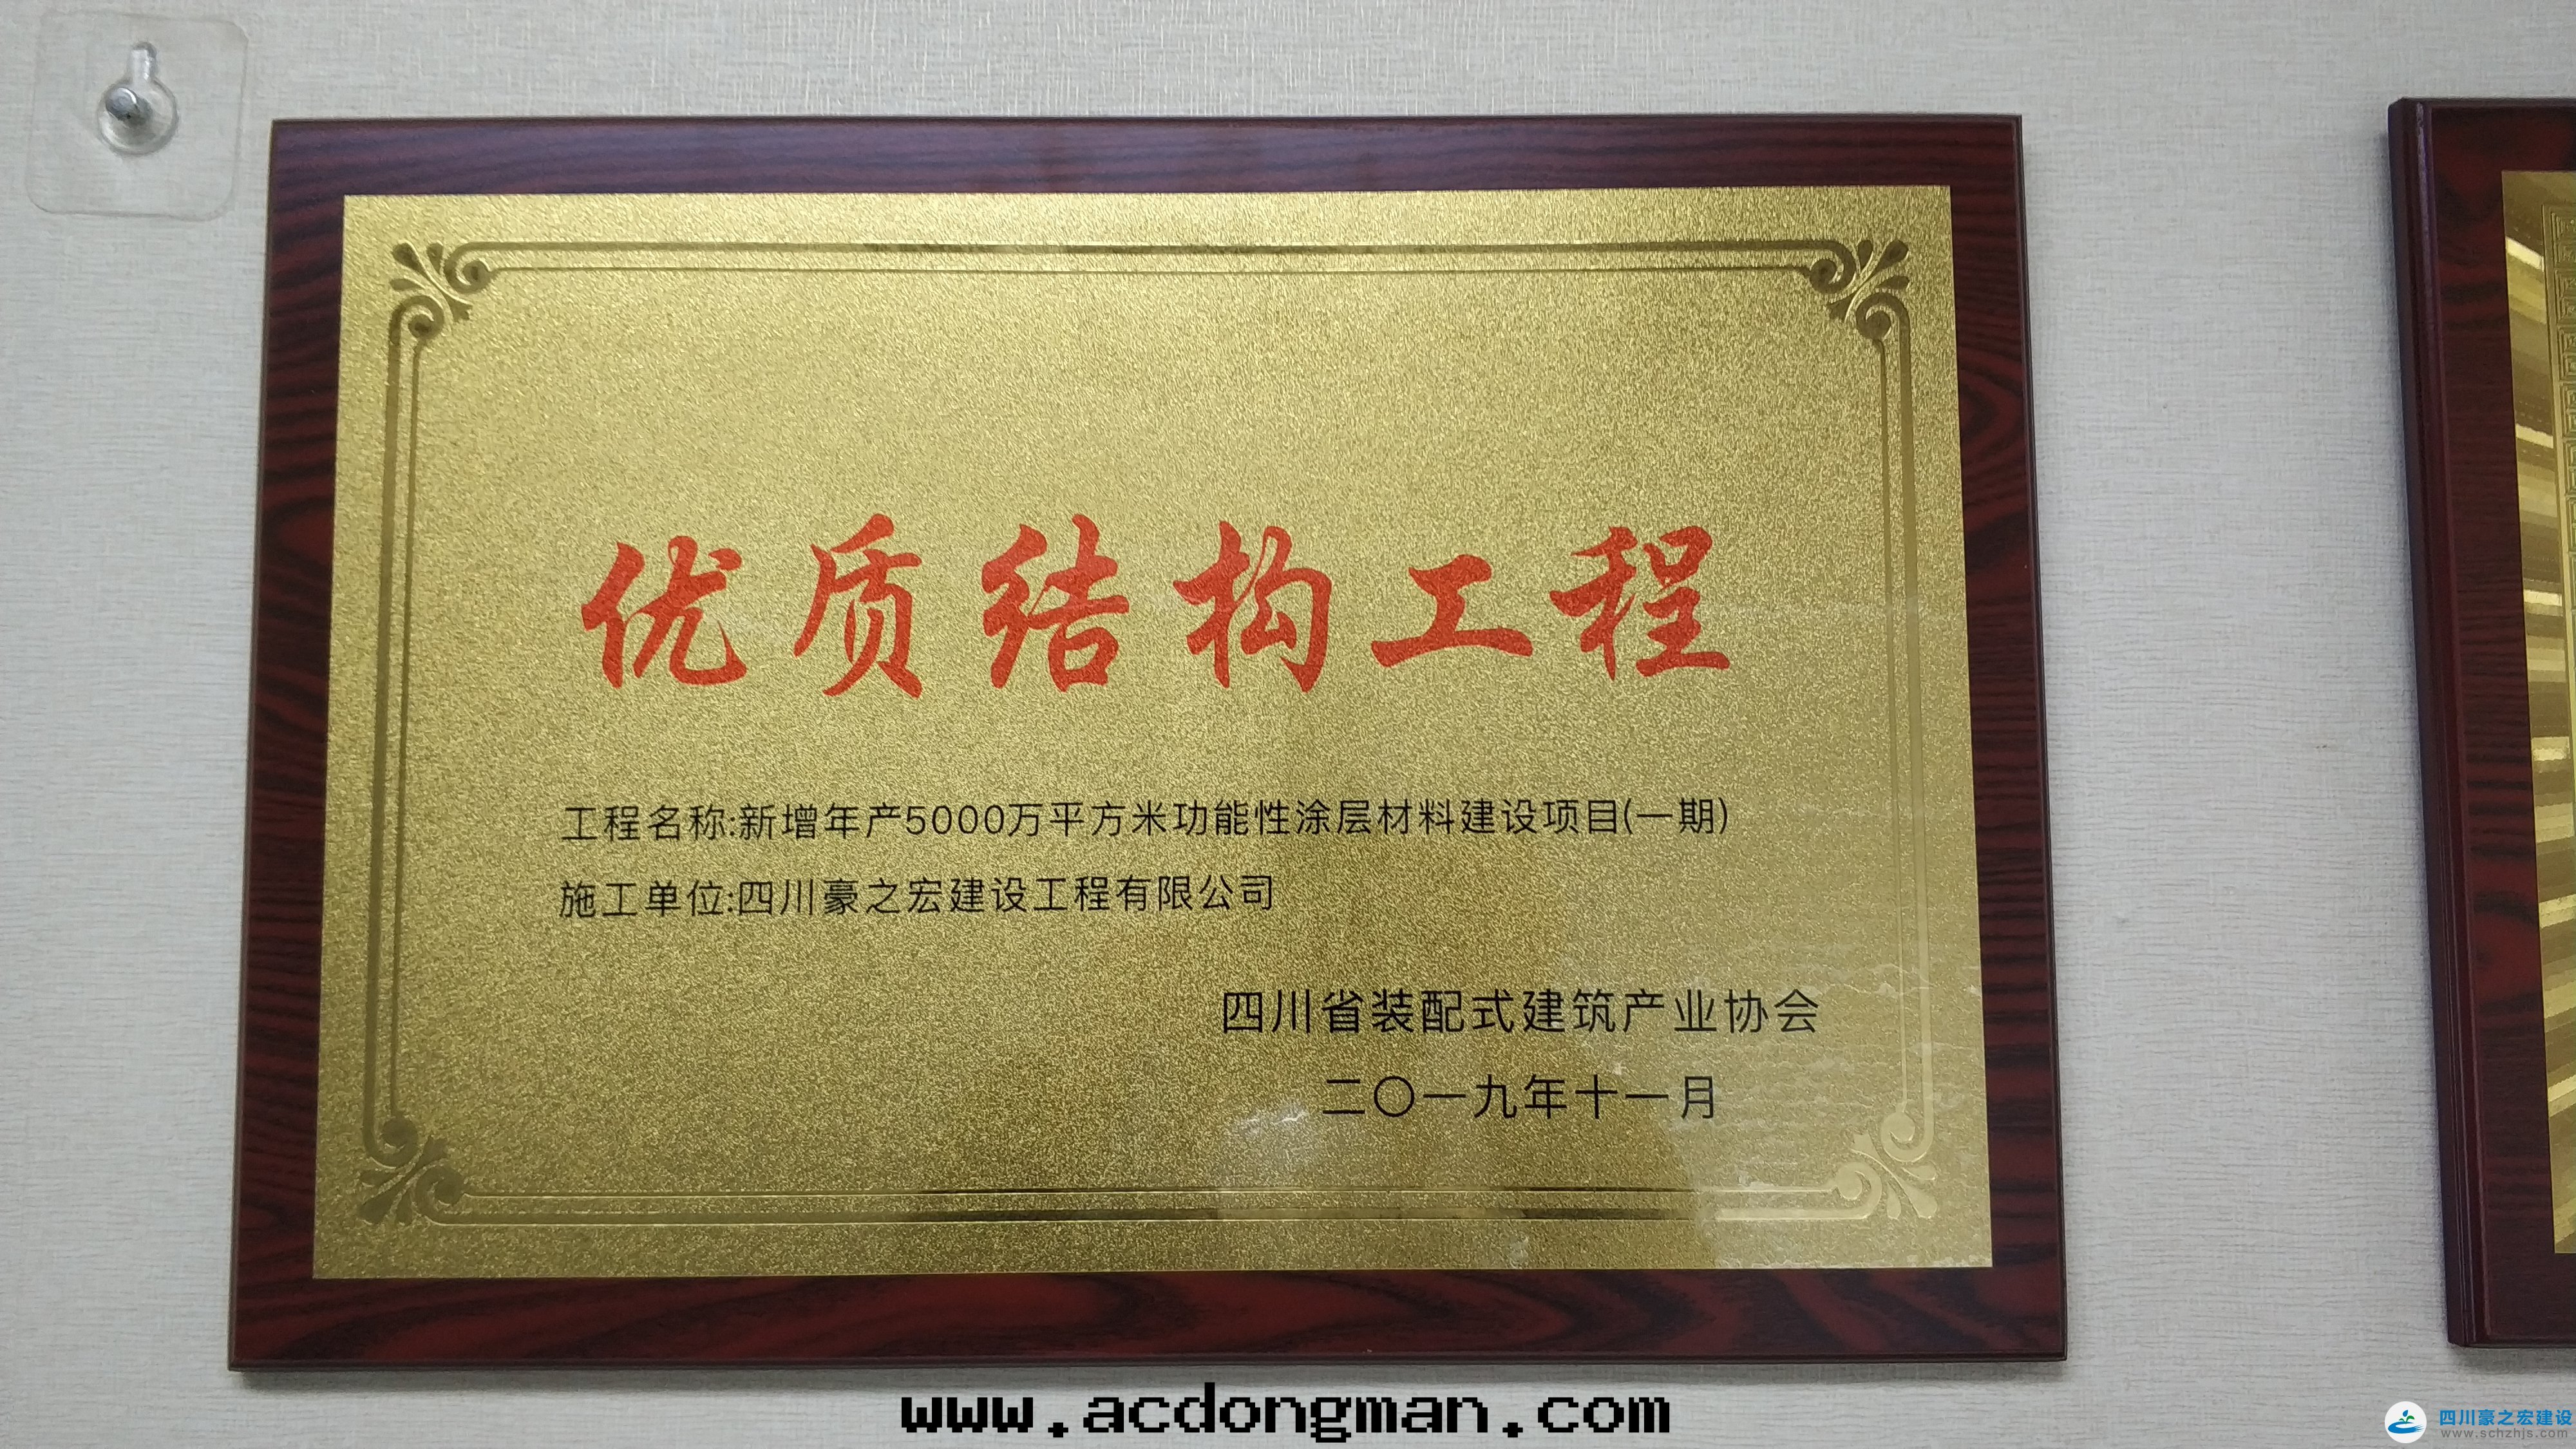 优质结构工程
工程名称:新增年产5000万平方米功能性涂层材料建设项目(一期)
施工单位:四川豪之宏建设工程有限公司
四川省装配式建筑产业协会
二〇一九年十一月
www.acdongman.com
四川豪之宏建设
www.schzhjs.com